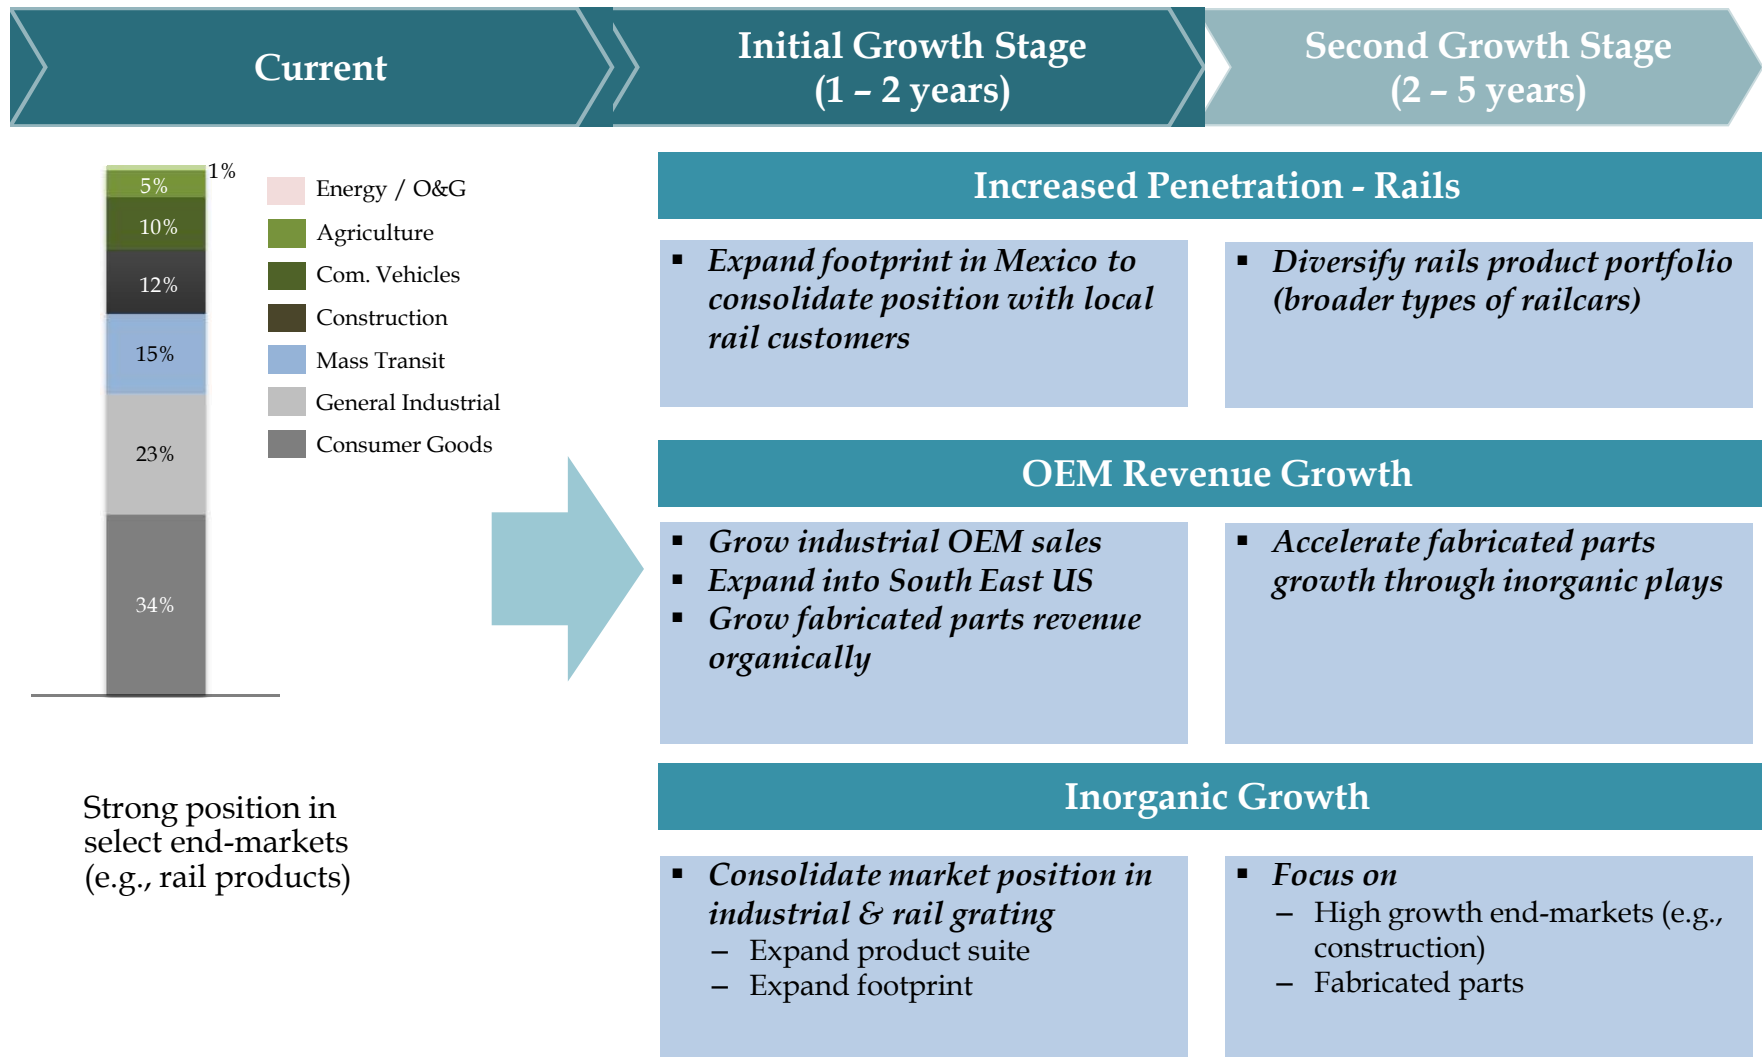 Current
Initial Growth Stage
(1 – 2 years)
Second Growth Stage
(2 – 5 years)
1%
5%
10%
12%
15%
23%
34%
Energy / O&G
Agriculture
Com. Vehicles
Construction
Mass Transit
General Industrial
Consumer Goods
Strong position in
select end-markets
(e.g., rail products)
Increased Penetration - Rails
▪ Expand footprint in Mexico to
consolidate position with local
rail customers
▪ Diversify rails product portfolio
(broader types of railcars)
OEM Revenue Growth
▪ Grow industrial OEM sales
▪ Expand into South East US
▪ Grow fabricated parts revenue
organically
▪ Accelerate fabricated parts
growth through inorganic plays
Inorganic Growth
▪ Consolidate market position in
industrial & rail grating
– Expand product suite
– Expand footprint
▪ Focus on
– High growth end-markets (e.g.,
construction)
– Fabricated parts